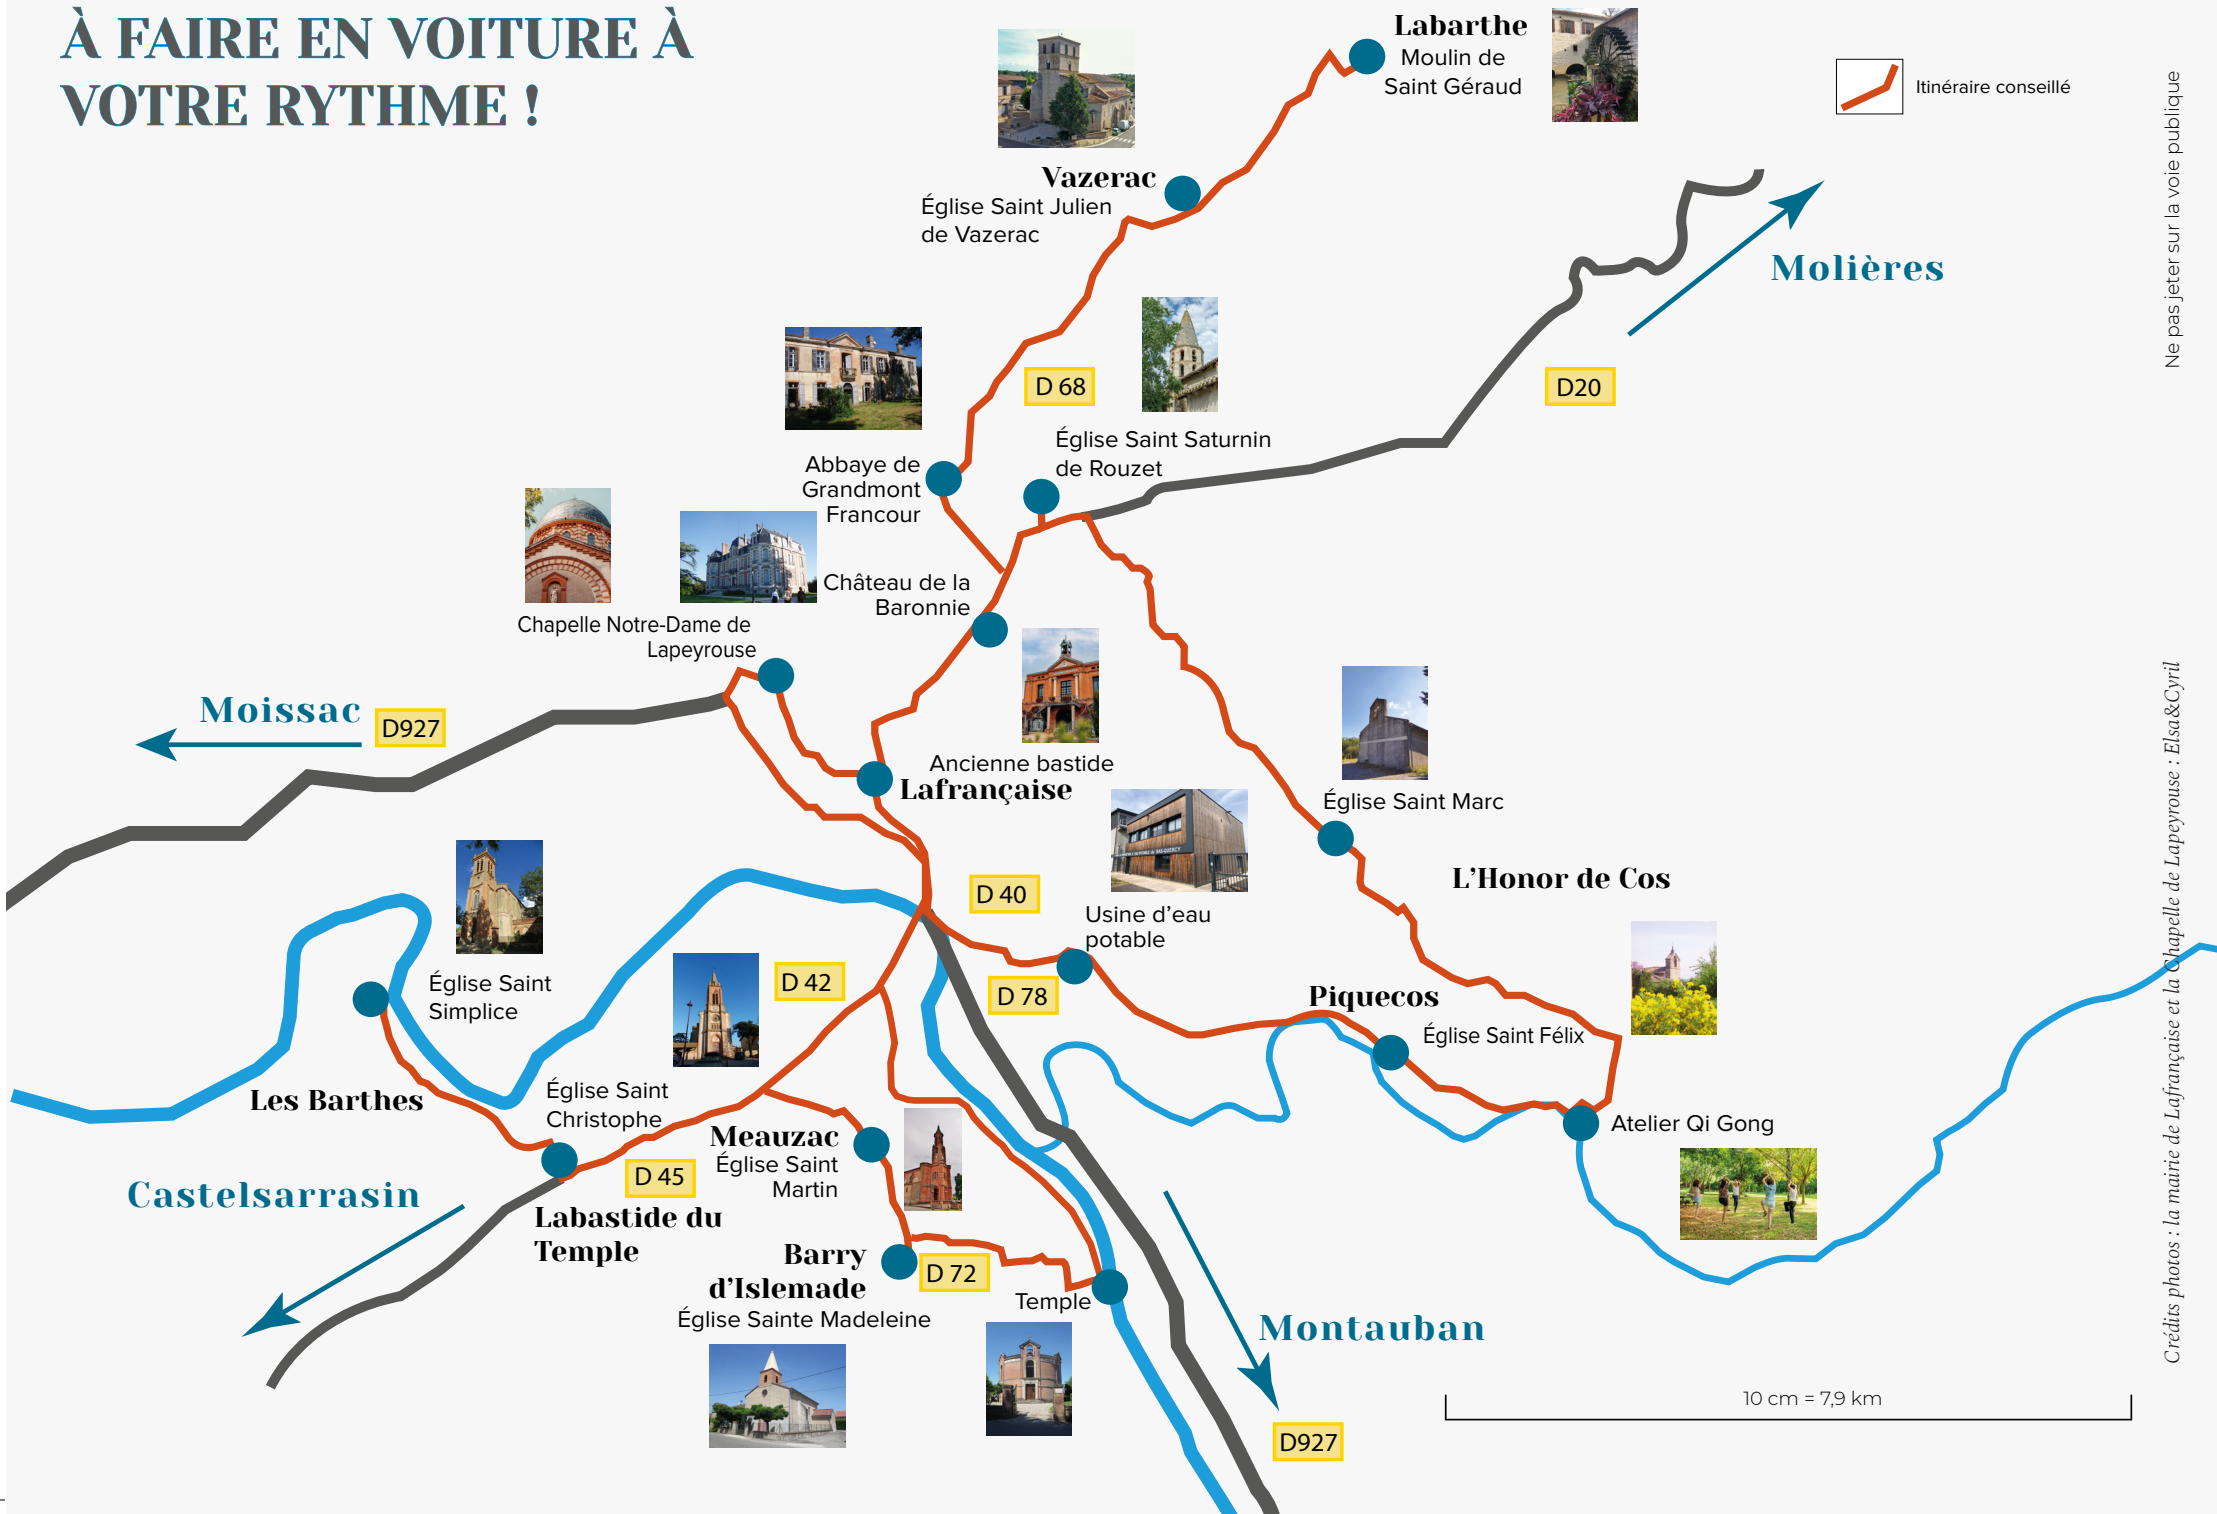 À FAIRE EN VOITURE À
VOTRE RYTHME !
Labarthe
Moulin de
Saint Géraud
Itinéraire conseillé
Ne pas jeter sur la voie publique
Vazerac
Église Saint Julien
de Vazerac
Molières
D 68
D20
Église Saint Saturnin
de Rouzet
Abbaye de
Grandmont
Francour
Château de la
Baronnie
Chapelle Notre-Dame de
Lapeyrouse
Moissac
D927
Ancienne bastide
Lafrançaise
Église Saint Marc
L'Honor de Cos
D 40
Usine d'eau
potable
D 42
D 78
Église Saint
Simplice
Piquecos
Église Saint Félix
Les Barthes
Église Saint
Christophe
Atelier Qi Gong
Meauzac
Église Saint
Martin
D 45
Castelsarrasin
Labastide du
Temple
Barry
d'Islemade
Église Sainte Madeleine
D 72
Temple
Montauban
D927
10 cm = 7,9 km
Crédits photos : la mairie de Lafrançaise et la Chapelle de Lapeyrouse : Elsa&Cyril